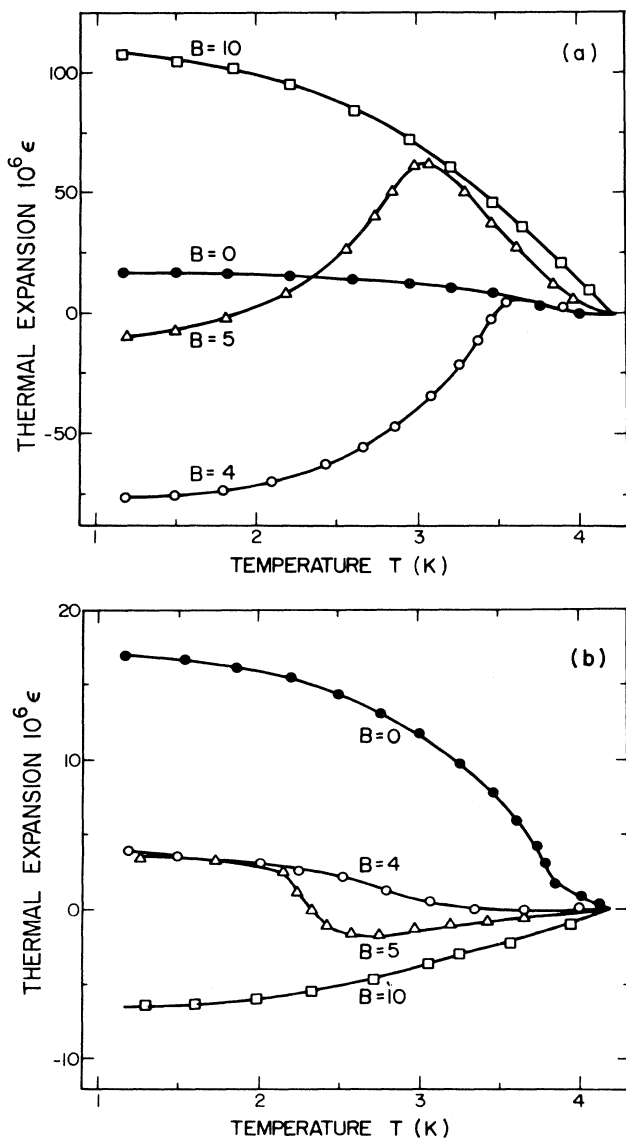 (a)
B=10
100
50
B=0
0
B=5
-50
B=4
THERMAL EXPANSION 10⁶ ϵ
1 2 3 4
TEMPERATURE T (K)
(b)
20
B=0
10
B=4
0
B=5
B=10
-10
THERMAL EXPANSION 10⁶ ϵ
1 2 3 4
TEMPERATURE T (K)